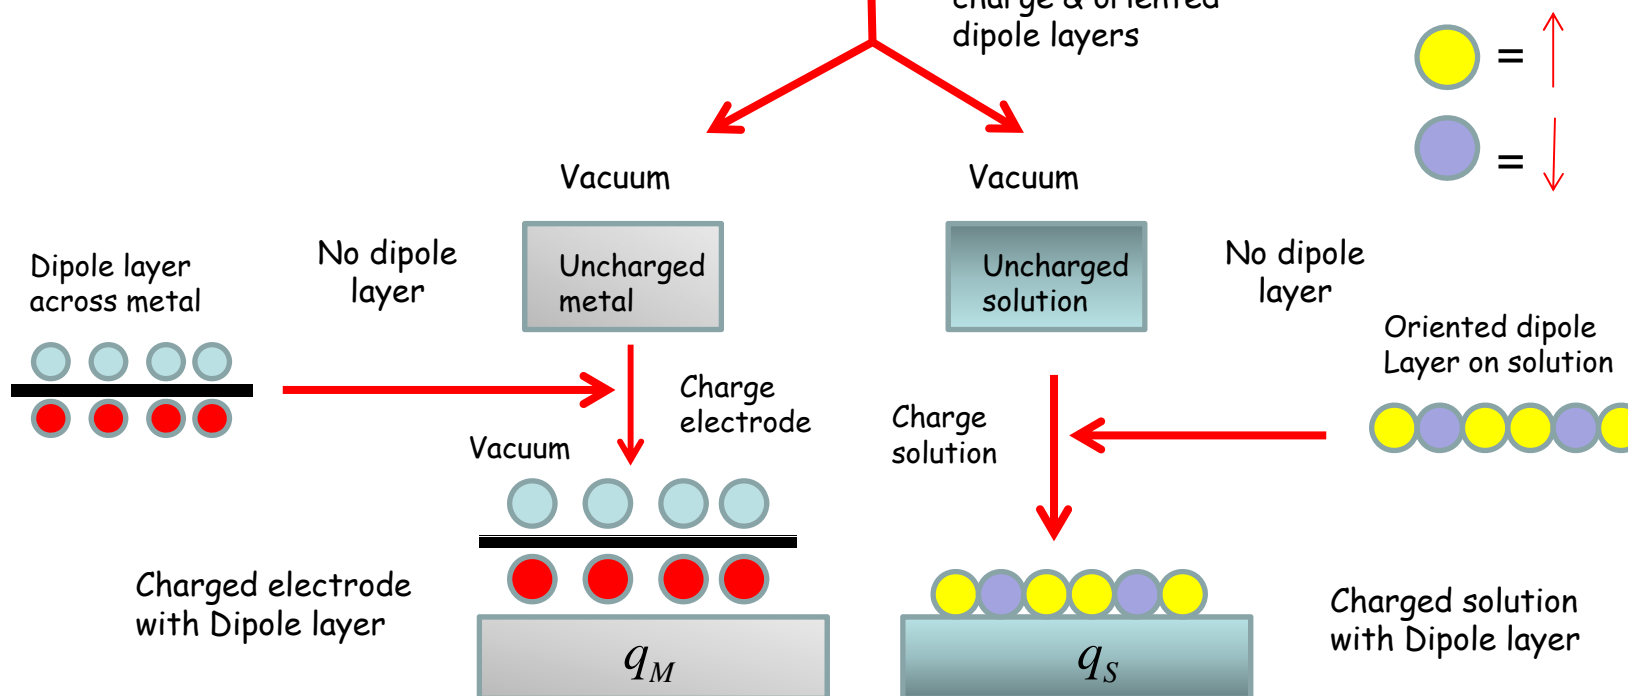 charge & oriented
dipole layers
=
=
Vacuum
Vacuum
Dipole layer
across metal
No dipole
layer
Uncharged
metal
Uncharged
solution
No dipole
layer
Oriented dipole
Layer on solution
Charge
electrode
Charge
solution
Vacuum
Charged electrode
with Dipole layer
Charged solution
with Dipole layer
qM
qS